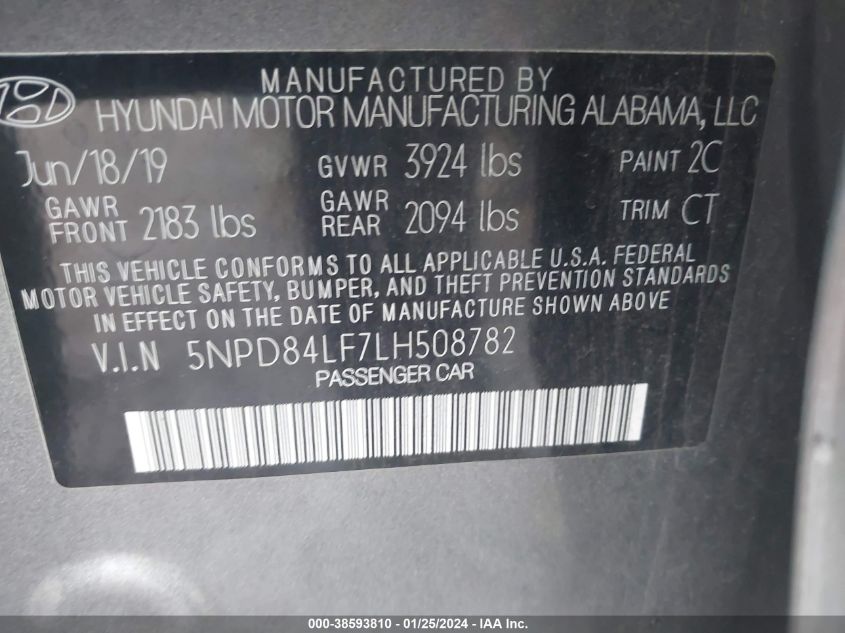 MANUFACTURED BY
HYUNDAI MOTOR MANUFACTURING ALABAMA, LLC
Jun/18/19 GVWR 3924 lbs PAINT 2C
GAWR FRONT 2183 lbs GAWR REAR 2094 lbs TRIM CT
THIS VEHICLE CONFORMS TO ALL APPLICABLE U.S.A. FEDERAL
MOTOR VEHICLE SAFETY, BUMPER, AND THEFT PREVENTION STANDARDS
IN EFFECT ON THE DATE OF MANUFACTURE SHOWN ABOVE
V.I.N 5NPD84LF7LH508782
PASSENGER CAR
000-38593810 - 01/25/2024 - IAAI Inc.